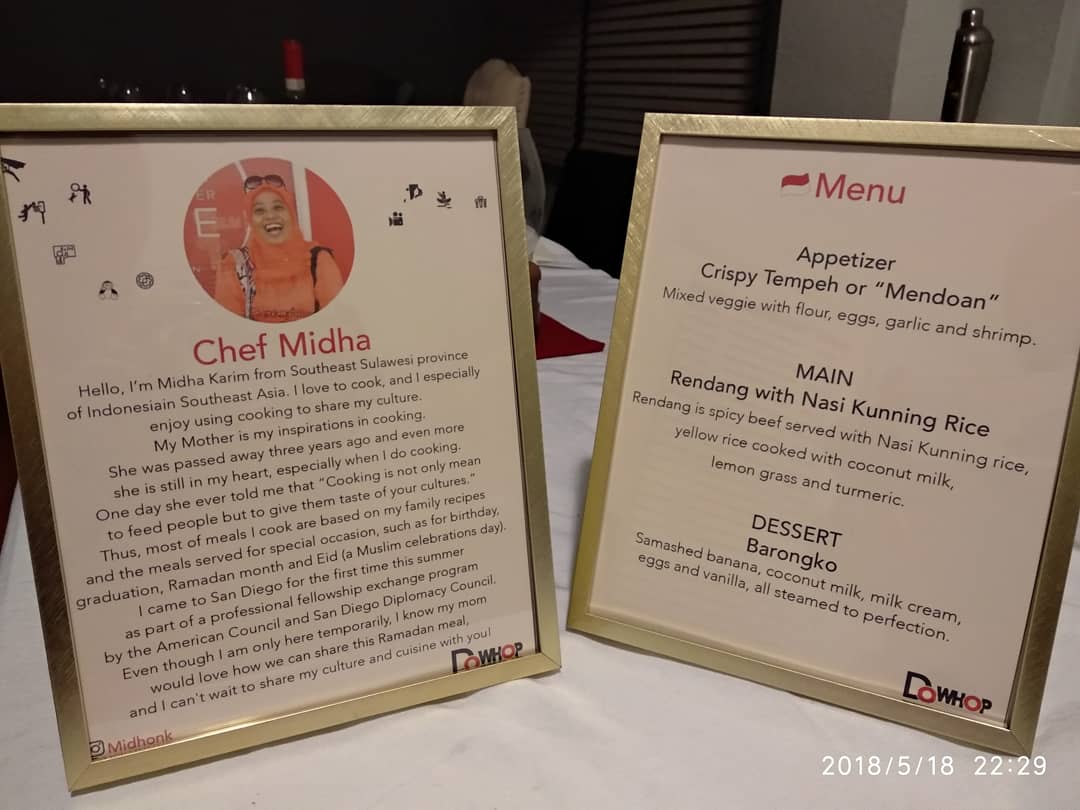 ER
E
N
Chef Midha
Hello, I'm Midha Karim from Southeast Sulawesi province
of Indonesiain Southeast Asia. I love to cook, and I especially
enjoy using cooking to share my culture.
My Mother is my inspirations in cooking.
She was passed away three years ago and even more
she is still in my heart, especially when I do cooking.
One day she ever told me that "Cooking is not only mean
to feed people but to give them taste of your cultures."
Thus, most of meals I cook are based on my family recipes
and the meals served for special occasion, such as for birthday,
graduation, Ramadan month and Eid (a Muslim celebrations day).
I came to San Diego for the first time this summer
as part of a professional fellowship exchange program
by the American Council and San Diego Diplomacy Council.
Even though I am only here temporarily, I know my mom
would love how we can share this Ramadan meal,
and I can't wait to share my culture and cuisine with you!
DoWHOP
Midhonk
Menu
Appetizer
Crispy Tempeh or "Mendoan"
Mixed veggie with flour, eggs, garlic and shrimp.
MAIN
Rendang with Nasi Kunning Rice
Rendang is spicy beef served with Nasi Kunning rice,
yellow rice cooked with coconut milk,
lemon grass and turmeric.
DESSERT
Barongko
Samashed banana, coconut milk, milk cream,
eggs and vanilla, all steamed to perfection.
DoWHOP
2018/5/18 22:29